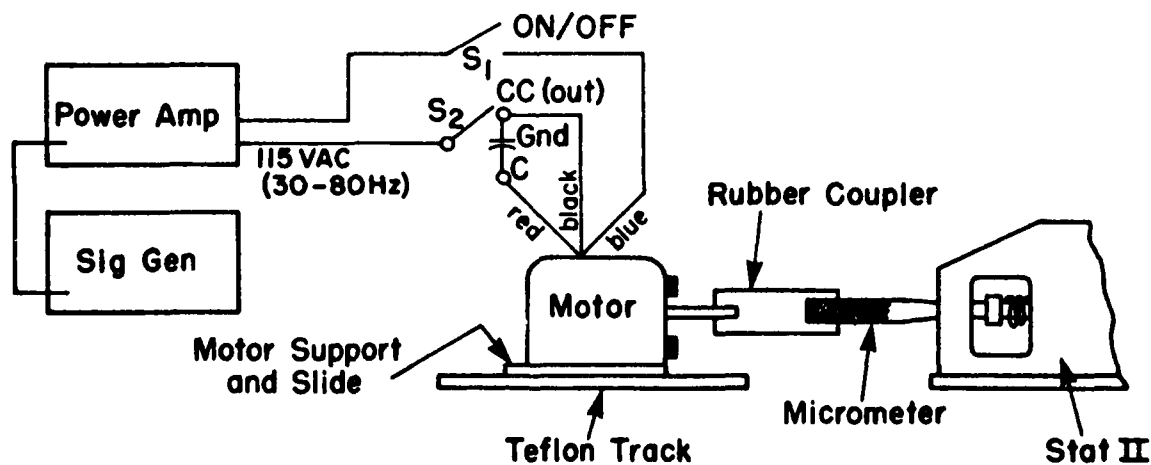 ON/OFF
S1
Power Amp
S2
CC (out)
Gnd
C
115 VAC
(30-80Hz)
red
black
blue
Sig Gen
Rubber Coupler
Motor
Motor Support
and Slide
Micrometer
Teflon Track
Stat II